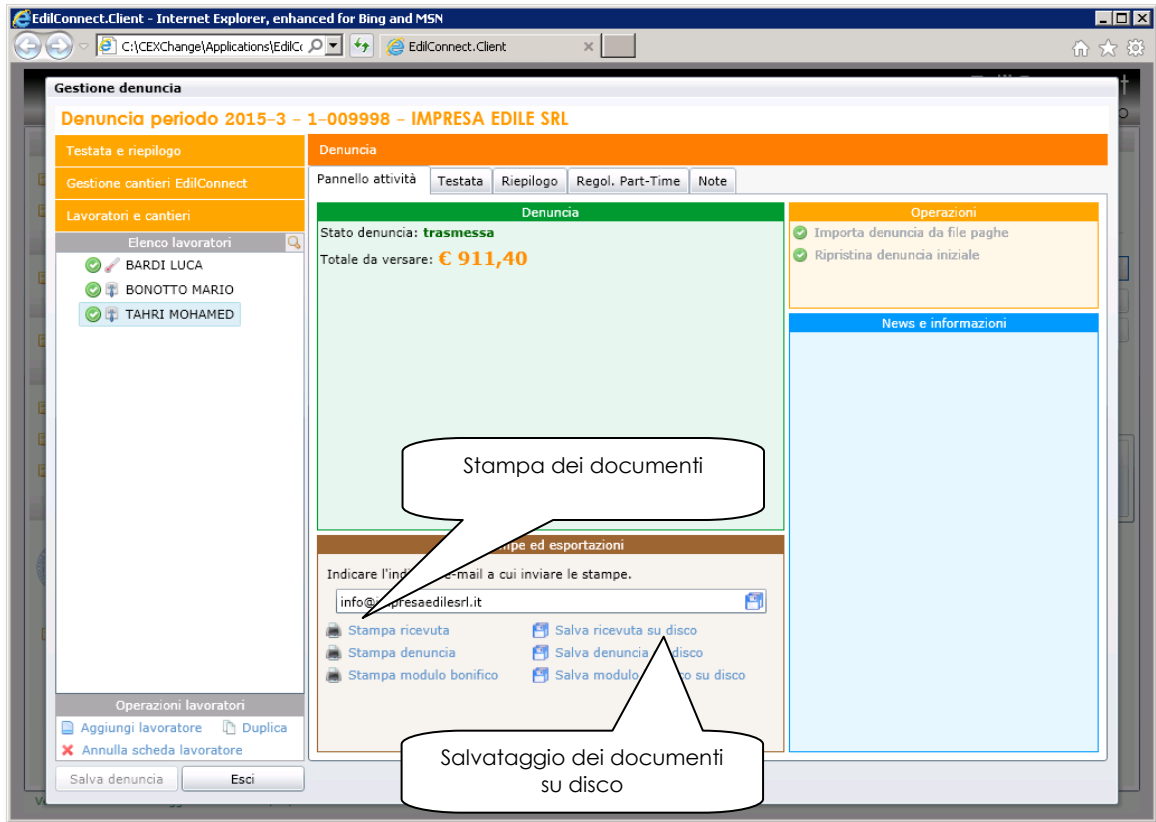 EdilConnect.Client - Internet Explorer, enhanced for Bing and MSN
C:\CEXChange\Applications\EdilCo
EdilConnect.Client
Gestione denuncia
Denuncia periodo 2015-3 - 1-009998 - IMPRESA EDILE SRL
Testata e riepilogo
Gestione cantieri EdilConnect
Lavoratori e cantieri
Elenco lavoratori
BARDI LUCA
BONOTTO MARIO
TAHRI MOHAMED
Operazioni lavoratori
Aggiungi lavoratore
Duplica
Annulla scheda lavoratore
Salva denuncia
Esci
Denuncia
Pannello attività
Testata
Riepilogo
Regol. Part-Time
Note
Denuncia
Stato denuncia: trasmessa
Totale da versare: € 911,40
Operazioni
Importa denuncia da file paghe
Ripristina denuncia iniziale
News e informazioni
Stampa dei documenti
ed esportazioni
Indicare e-mail a cui inviare le stampe.
Stampa ricevuta
Salva ricevuta su disco
Stampa denuncia
Salva denuncia
Stampa modulo bonifico
Salva modulo su disco
Salvataggio dei documenti
su disco